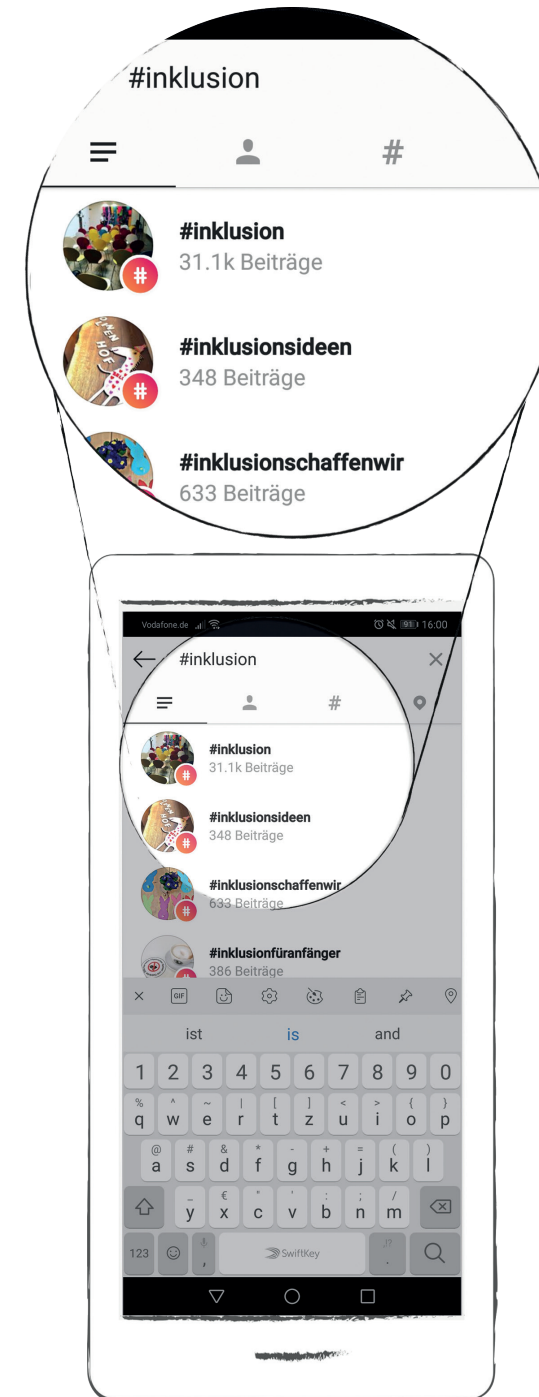 #inklusion
#
#inklusion
31.1k Beiträge
#
#inklusionsideen
348 Beiträge
#
#inklusionschaffenwir
633 Beiträge
Vodafone.de 91 16:00
#inklusion
#
#inklusion
31.1k Beiträge
#
#inklusionsideen
348 Beiträge
#
#inklusionschaffenwir
633 Beiträge
#
#inklusionfüranfänger
386 Beiträge
GIF
ist is and
1 2 3 4 5 6 7 8 9 0
% ^ ~ | [ ] < > { }
q w e r t z u i o p
@ # & * - + = ( )
a s d f g h j k l
_ € " ' : ; /
y x c v b n m
123 , SwiftKey .